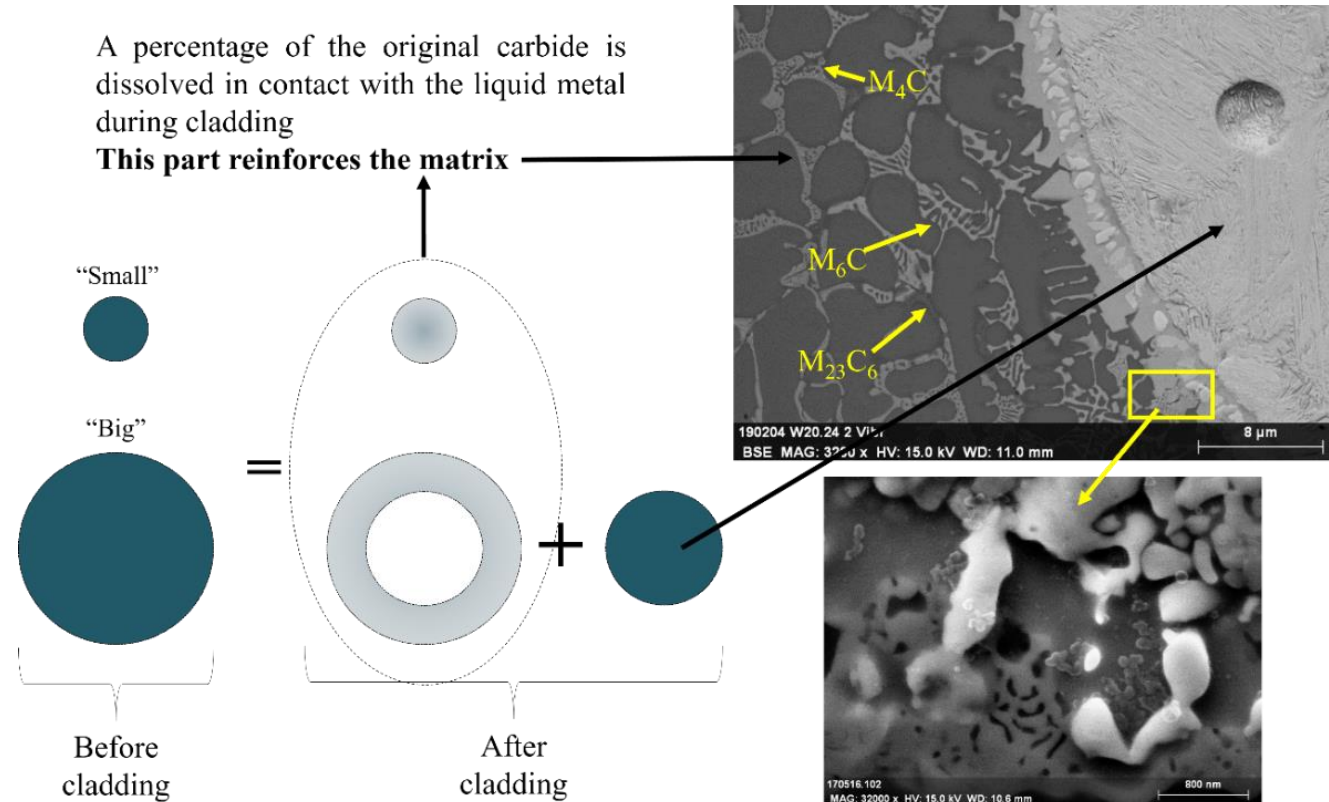 A percentage of the original carbide is
dissolved in contact with the liquid metal
during cladding
This part reinforces the matrix
“Small”
“Big”
=
+
Before
cladding
After
cladding
M₄C
M₆C
M₂₃C₆
190204 W20.24 2 Vibr
8 µm
BSE MAG: 3200 x HV: 15.0 kV WD: 11.0 mm
170516.102
800 nm
MAG: 32000 x HV: 15.0 kV WD: 10.6 mm